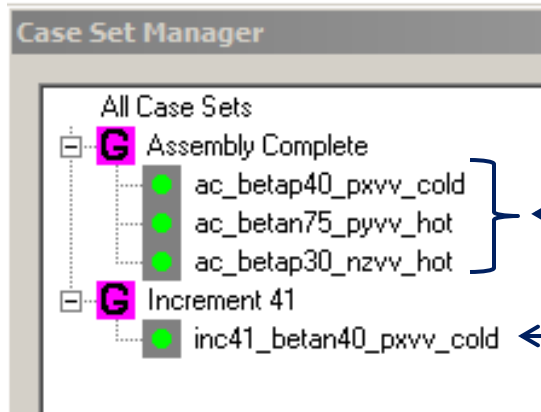 Case Set Manager
All Case Sets
G Assembly Complete
ac_betap40_pxvv_cold
ac_betan75_pyvv_hot
ac_betap30_nzvv_hot
G Increment 41
inc41_betan40_pxvv_cold